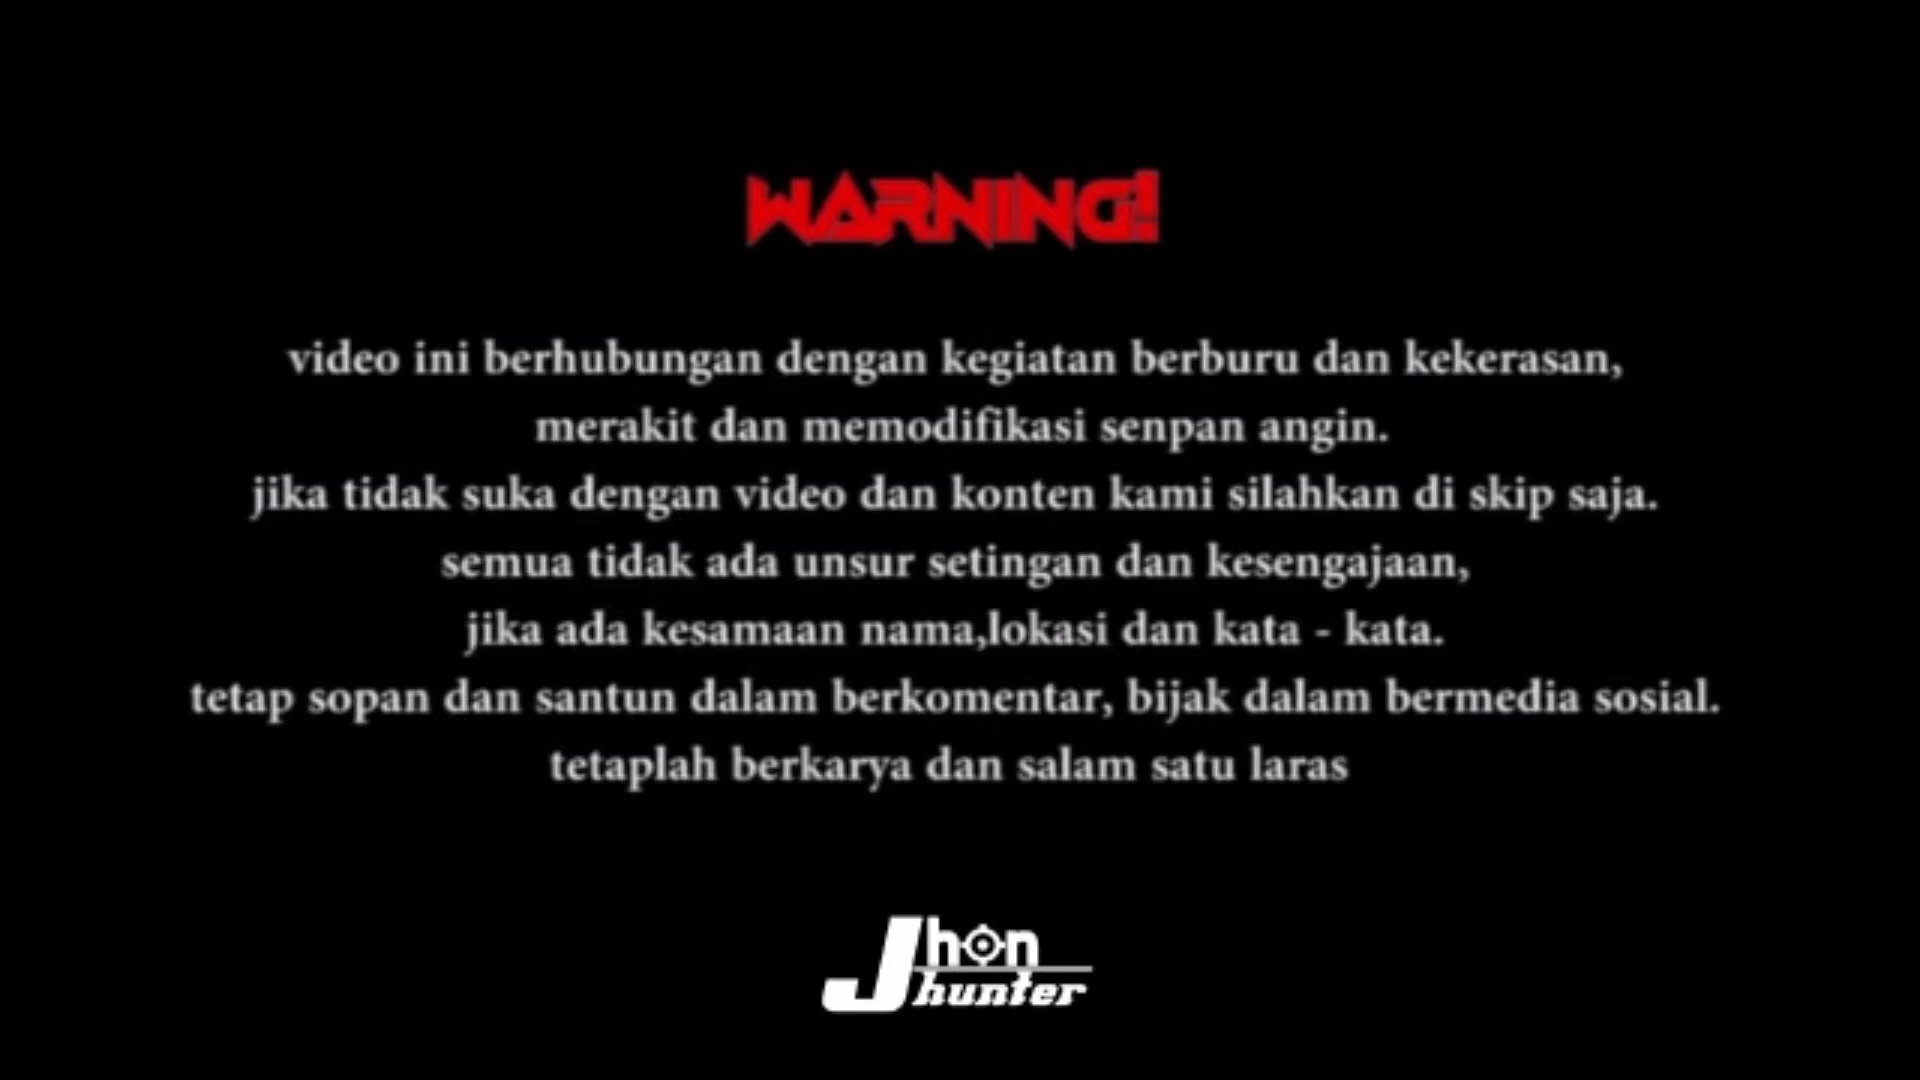 WARNING!
video ini berhubungan dengan kegiatan berburu dan kekerasan,
merakit dan memodifikasi senpan angin.
jika tidak suka dengan video dan konten kami silahkan di skip saja.
semua tidak ada unsur setingan dan kesengajaan,
jika ada kesamaan nama,lokasi dan kata - kata.
tetap sopan dan santun dalam berkomentar, bijak dalam bermedia sosial.
tetaplah berkarya dan salam satu laras
Jhon
hunter